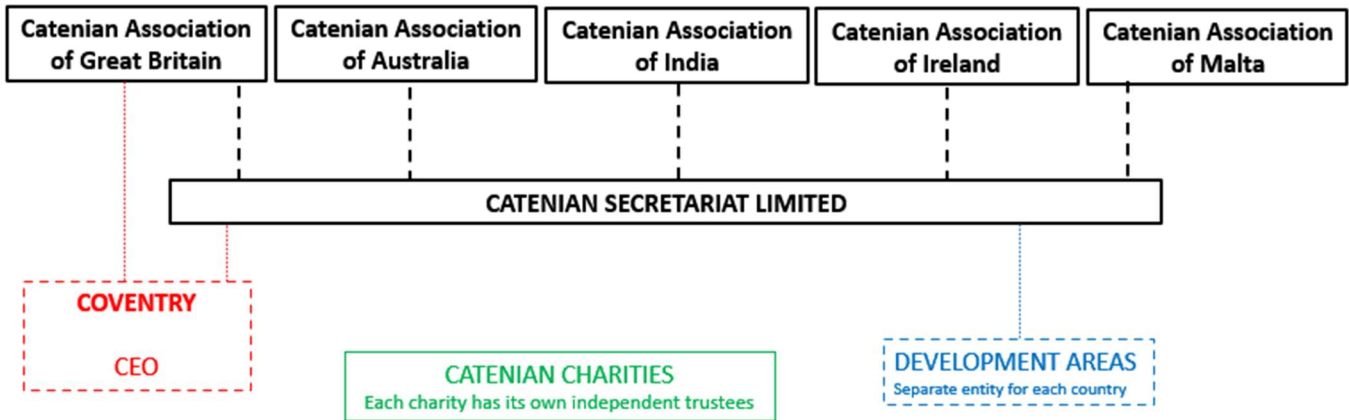 Catenian Association
of Great Britain
Catenian Association
of Australia
Catenian Association
of India
Catenian Association
of Ireland
Catenian Association
of Malta
CATENIAN SECRETARIAT LIMITED
COVENTRY
CEO
CATENIAN CHARITIES
Each charity has its own independent trustees
DEVELOPMENT AREAS
Separate entity for each country